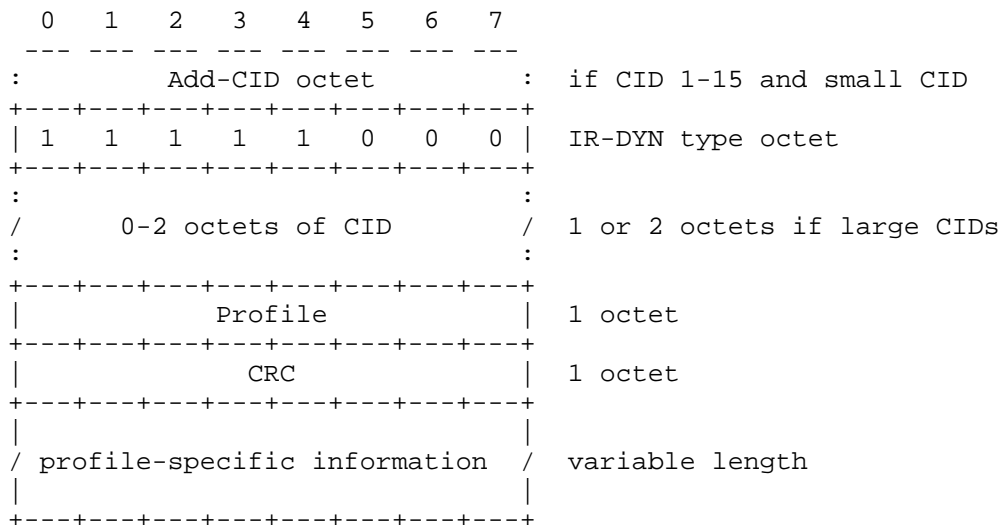 0   1   2   3   4   5   6   7
 --- --- --- --- --- --- --- ---
:         Add-CID octet         :  if CID 1-15 and small CID
+---+---+---+---+---+---+---+---+
| 1   1   1   1   1   0   0   0 |  IR-DYN type octet
+---+---+---+---+---+---+---+---+
:                               :
/      0-2 octets of CID        /  1 or 2 octets if large CIDs
:                               :
+---+---+---+---+---+---+---+---+
|            Profile            |  1 octet
+---+---+---+---+---+---+---+---+
|              CRC              |  1 octet
+---+---+---+---+---+---+---+---+
|                               |
/ profile-specific information  /  variable length
|                               |
+---+---+---+---+---+---+---+---+